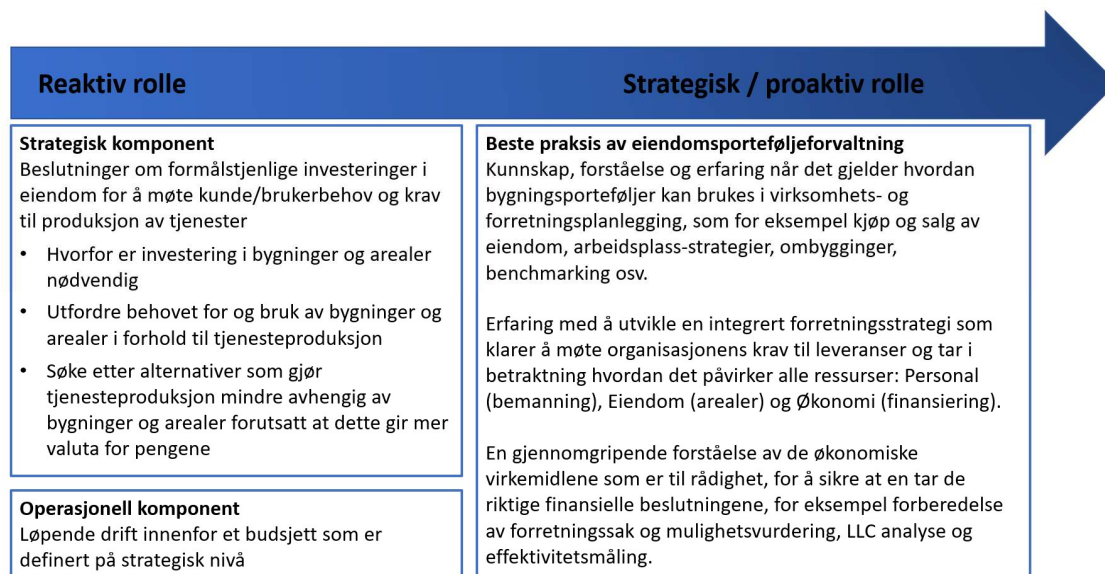 Reaktiv rolle
Strategisk / proaktiv rolle
Strategisk komponent
Beslutninger om formålstjenlige investeringer i
eiendom for å møte kunde/brukerbehov og krav
til produksjon av tjenester
• Hvorfor er investering i bygninger og arealer
nødvendig
• Utfordre behovet for og bruk av bygninger og
arealer i forhold til tjenesteproduksjon
• Søke etter alternativer som gjør
tjenesteproduksjon mindre avhengig av
bygninger og arealer forutsatt at dette gir mer
valuta for pengene
Operasjonell komponent
Løpende drift innenfor et budsjett som er
definert på strategisk nivå
Beste praksis av eiendomsporteføljeforvaltning
Kunnskap, forståelse og erfaring når det gjelder hvordan
bygningsporteføljer kan brukes i virksomhets- og
forretningsplanlegging, som for eksempel kjøp og salg av
eiendom, arbeidsplass-strategier, ombygginger,
benchmarking osv.
Erfaring med å utvikle en integrert forretningsstrategi som
klarer å møte organisasjonens krav til leveranser og tar i
betraktning hvordan det påvirker alle ressurser: Personal
(bemanning), Eiendom (arealer) og Økonomi (finansiering).
En gjennomgripende forståelse av de økonomiske
virkemidlene som er til rådighet, for å sikre at en tar de
riktige finansielle beslutningene, for eksempel forberedelse
av forretningssak og mulighetsvurdering, LLC analyse og
effektivitetsmåling.